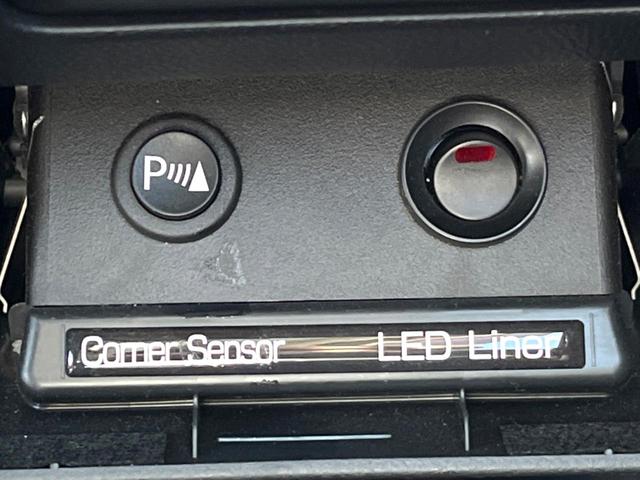 P
Corner Sensor LED Liner